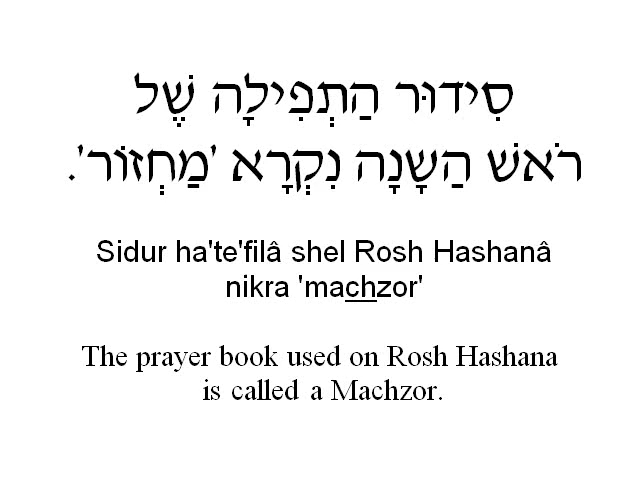 סִידוּר הַתְפִילָה שֶׁל
רֹאשׁ הַשָׁנָה נִקְרָא 'מַחְזוֹר'.
Sidur ha'te'filâ shel Rosh Hashanâ
nikra 'machzor'
The prayer book used on Rosh Hashana
is called a Machzor.